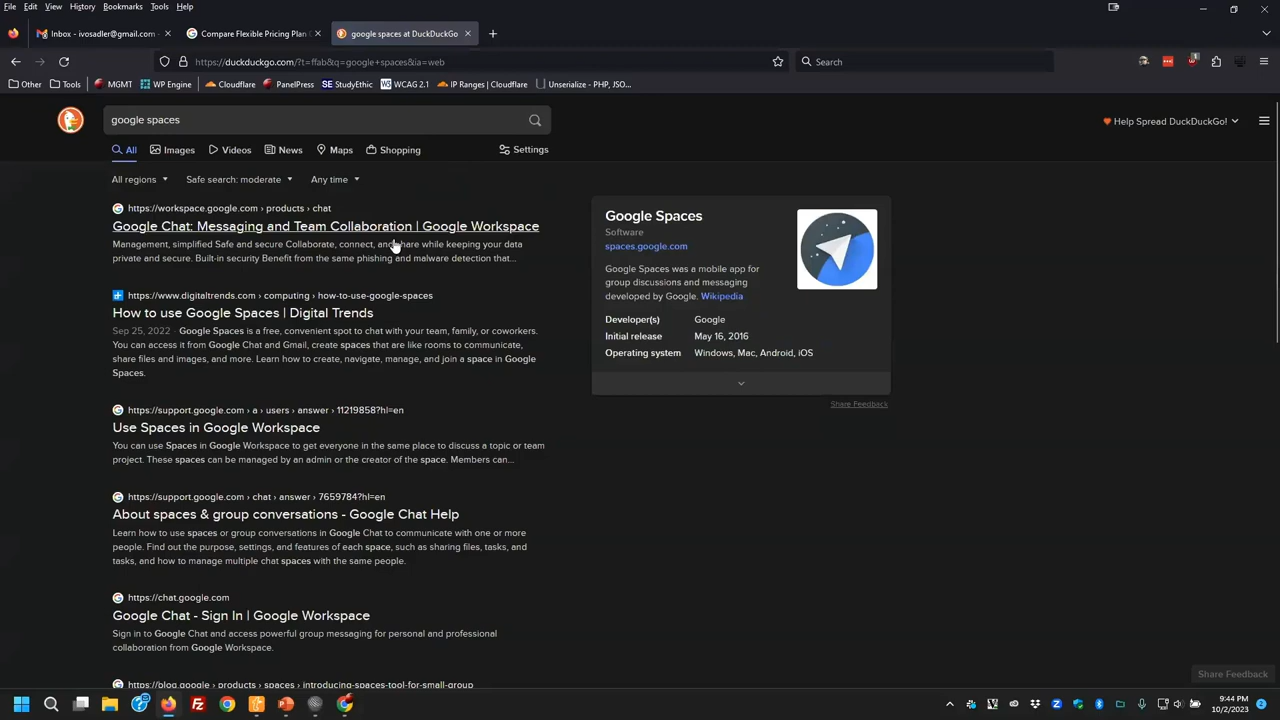 File Edit View History Bookmarks Tools Help
Inbox - ivosadler@gmail.com - Compare Flexible Pricing Plan google spaces at DuckDuckGo
https://duckduckgo.com/?t=ffab&q=google+spaces&ia=web Search
Other Tools MGMT WP Engine Cloudflare PanelPress StudyEthic WCAG 2.1 IP Ranges | Cloudflare Unserialize - PHP, JSO...
google spaces
Help Spread DuckDuckGo!
All Images Videos News Maps Shopping Settings
All regions Safe search: moderate Any time
https://workspace.google.com › products › chat
Google Chat: Messaging and Team Collaboration | Google Workspace
Management, simplified Safe and secure Collaborate, connect, and share while keeping your data
private and secure. Built-in security Benefit from the same phishing and malware detection that...
https://www.digitaltrends.com › computing › how-to-use-google-spaces
How to use Google Spaces | Digital Trends
Sep 25, 2022 · Google Spaces is a free, convenient spot to chat with your team, family, or coworkers.
You can access it from Google Chat and Gmail, create spaces that are like rooms to communicate,
share files and images, and more. Learn how to create, navigate, manage, and join a space in Google
Spaces.
https://support.google.com › a › users › answer › 11219858?hl=en
Use Spaces in Google Workspace
You can use Spaces in Google Workspace to get everyone in the same place to discuss a topic or team
project. These spaces can be managed by an admin or the creator of the space. Members can...
https://support.google.com › chat › answer › 7659784?hl=en
About spaces & group conversations - Google Chat Help
Learn how to use spaces or group conversations in Google Chat to communicate with one or more
people. Find out the purpose, settings, and features of each space, such as sharing files, tasks, and
tasks, and how to manage multiple chat spaces with the same people.
https://chat.google.com
Google Chat - Sign In | Google Workspace
Sign in to Google Chat and access powerful group messaging for personal and professional
collaboration from Google Workspace.
https://blog.google › products › spaces › introducing-spaces-tool-for-small-group
Google Spaces
Software
spaces.google.com
Google Spaces was a mobile app for
group discussions and messaging
developed by Google. Wikipedia
Developer(s) Google
Initial release May 16, 2016
Operating system Windows, Mac, Android, iOS
Share Feedback
Share Feedback
9:44 PM
10/2/2023